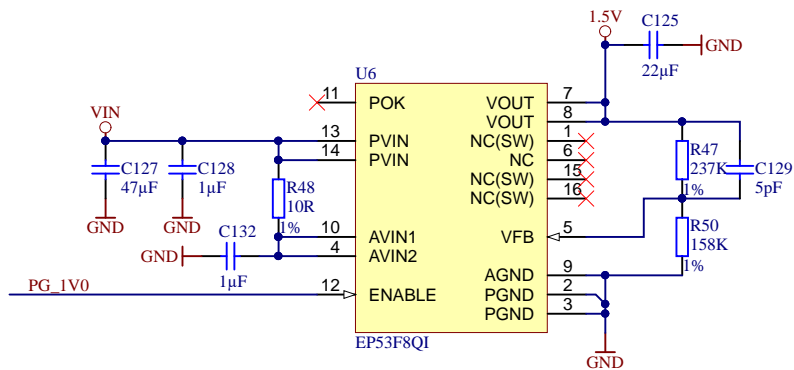 1.5V
C125
GND
22µF
U6
11
POK
VOUT
7
VOUT
8
VIN
13
PVIN
NC(SW)
1
14
PVIN
NC
6
NC(SW)
15
NC(SW)
16
C127
47µF
C128
1µF
R48
10R
1%
R47
237K
1%
C129
5pF
GND
GND
10
AVIN1
VFB
5
R50
158K
1%
GND
C132
1µF
4
AVIN2
AGND
9
PG_1V0
12
ENABLE
PGND
2
PGND
3
EP53F8QI
GND